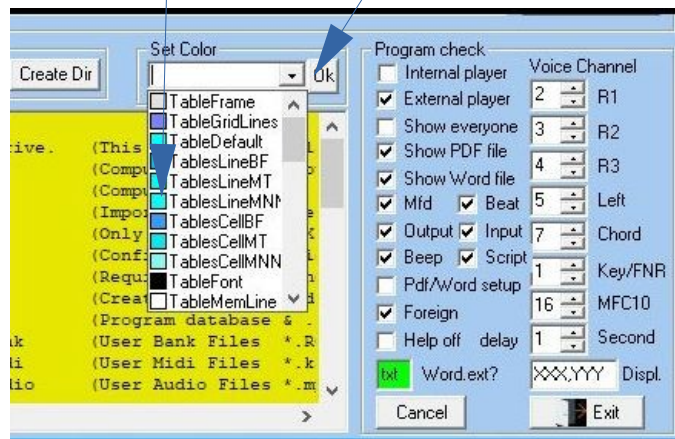 Set Color
Create Dir
Ok
TableFrame
TableGridLines
TableDefault
TablesLineBF
TablesLineMT
TablesLineMNN
TablesCellBF
TablesCellMT
TablesCellMNN
TableFont
TableMemLine
ive. (This
(Comp
(Comp
(Impo
(Only
(Conf
(Requ
(Crea
(Program database & .
(User Bank Files *.R
(User Midi Files *.k
(User Audio Files *.m
Program check
Voice Channel
Internal player
2 R1
External player
Show everyone
3 R2
Show PDF file
4 R3
Show Word file
Mfd Beat
5 Left
Output Input
7 Chord
Beep Script
1 Key/FNR
Pdf/Word setup
Foreign
16 MFC10
Help off delay 1 Second
txt Word.ext? XXX,YYY Displ.
Cancel Exit